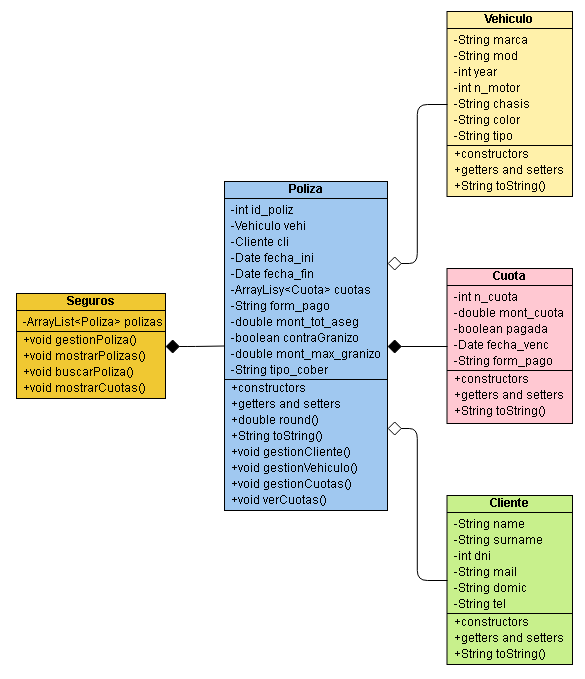 Vehiculo
-String marca
-String mod
-int year
-int n_motor
-String chasis
-String color
-String tipo
+constructors
+getters and setters
+String toString()
Poliza
-int id_poliz
-Vehiculo vehi
-Cliente cli
-Date fecha_ini
-Date fecha_fin
-ArrayLisy<Cuota> cuotas
-String form_pago
-double mont_tot_aseg
-boolean contraGranizo
-double mont_max_granizo
-String tipo_cober
+constructors
+getters and setters
+double round()
+String toString()
+void gestionCliente()
+void gestionVehiculo()
+void gestionCuotas()
+void verCuotas()
Seguros
-ArrayList<Poliza> polizas
+void gestionPoliza()
+void mostrarPolizas()
+void buscarPoliza()
+void mostrarCuotas()
Cuota
-int n_cuota
-double mont_cuota
-boolean pagada
-Date fecha_venc
-String form_pago
+constructors
+getters and setters
+String toString()
Cliente
-String name
-String surname
-int dni
-String mail
-String domic
-String tel
+constructors
+getters and setters
+String toString()